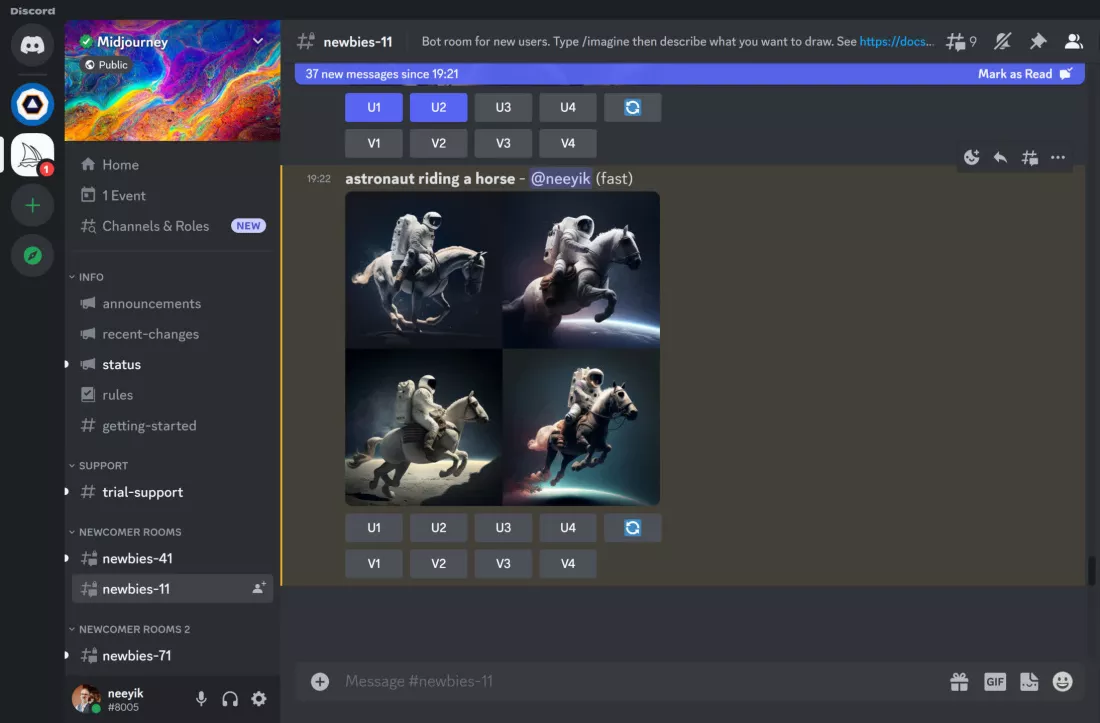 Discord
Midjourney
Public
Home
1 Event
Channels & Roles NEW
INFO
announcements
recent-changes
status
rules
getting-started
SUPPORT
trial-support
NEWCOMER ROOMS
newbies-41
newbies-11
NEWCOMER ROOMS 2
newbies-71
neeyik
#8005
1
newbies-11 Bot room for new users. Type /imagine then describe what you want to draw. See https://docs... 9
37 new messages since 19:21 Mark as Read
U1 U2 U3 U4
V1 V2 V3 V4
19:22 astronaut riding a horse - @neeyik (fast)
U1 U2 U3 U4
V1 V2 V3 V4
Message #newbies-11
GIF